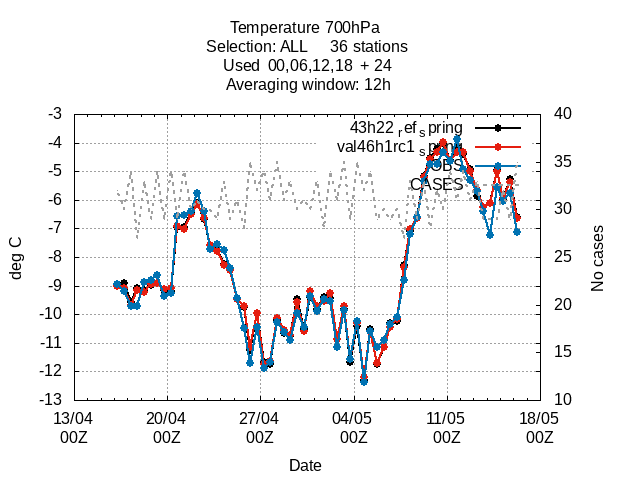 Temperature 700hPa
Selection: ALL 36 stations
Used 00,06,12,18 + 24
Averaging window: 12h
-3
-4
-5
-6
-7
-8
-9
-10
-11
-12
-13
40
35
30
25
20
15
10
43h22_ref_spring
val46h1rc1_spring
OBS
CASES
deg C
No cases
13/04 20/04 27/04 04/05 11/05 18/05
00Z 00Z 00Z 00Z 00Z 00Z
Date